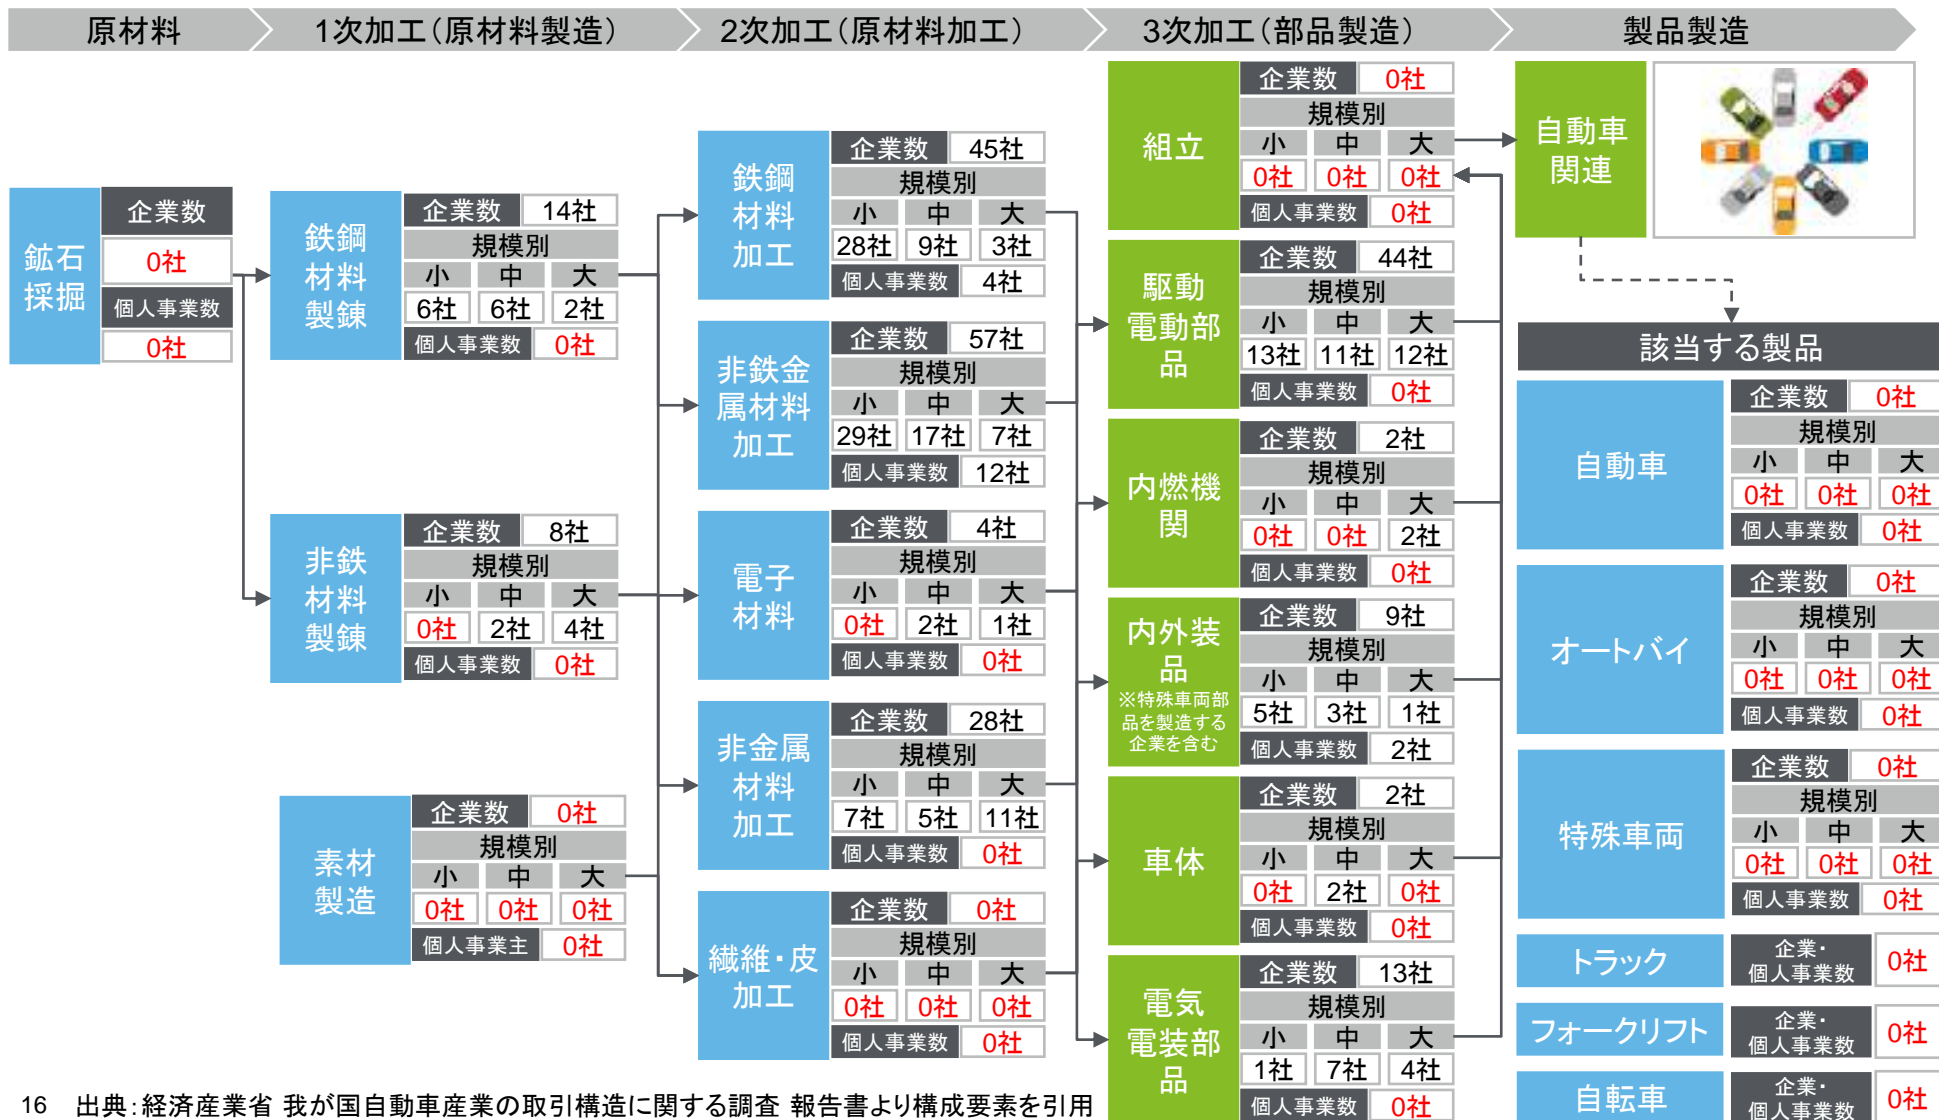 原材料
1次加工（原材料製造）
2次加工（原材料加工）
3次加工（部品製造）
製品製造
鉱石
採掘
企業数
0社
個人事業数
0社
鉄鋼
材料
製錬
企業数 14社
規模別
小 中 大
6社 6社 2社
個人事業数 0社
非鉄
材料
製錬
企業数 8社
規模別
小 中 大
0社 2社 4社
個人事業数 0社
素材
製造
企業数 0社
規模別
小 中 大
0社 0社 0社
個人事業主 0社
鉄鋼
材料
加工
企業数 45社
規模別
小 中 大
28社 9社 3社
個人事業数 4社
非鉄金
属材料
加工
企業数 57社
規模別
小 中 大
29社 17社 7社
個人事業数 12社
電子
材料
企業数 4社
規模別
小 中 大
0社 2社 1社
個人事業数 0社
非金属
材料
加工
企業数 28社
規模別
小 中 大
7社 5社 11社
個人事業数 0社
繊維・皮
加工
企業数 0社
規模別
小 中 大
0社 0社 0社
個人事業数 0社
組立
企業数 0社
規模別
小 中 大
0社 0社 0社
個人事業数 0社
駆動
電動部
品
企業数 44社
規模別
小 中 大
13社 11社 12社
個人事業数 0社
内燃機
関
企業数 2社
規模別
小 中 大
0社 0社 2社
個人事業数 0社
内外装
品
※特殊車両部
品を製造する
企業を含む
企業数 9社
規模別
小 中 大
5社 3社 1社
個人事業数 2社
車体
企業数 2社
規模別
小 中 大
0社 2社 0社
個人事業数 0社
電気
電装部
品
企業数 13社
規模別
小 中 大
1社 7社 4社
個人事業数 0社
自動車
関連
該当する製品
自動車
企業数 0社
規模別
小 中 大
0社 0社 0社
個人事業数 0社
オートバイ
企業数 0社
規模別
小 中 大
0社 0社 0社
個人事業数 0社
特殊車両
企業数 0社
規模別
小 中 大
0社 0社 0社
個人事業数 0社
トラック
企業・
個人事業数
0社
フォークリフト
企業・
個人事業数
0社
自転車
企業・
個人事業数
0社
16 出典：経済産業省 我が国自動車産業の取引構造に関する調査 報告書より構成要素を引用